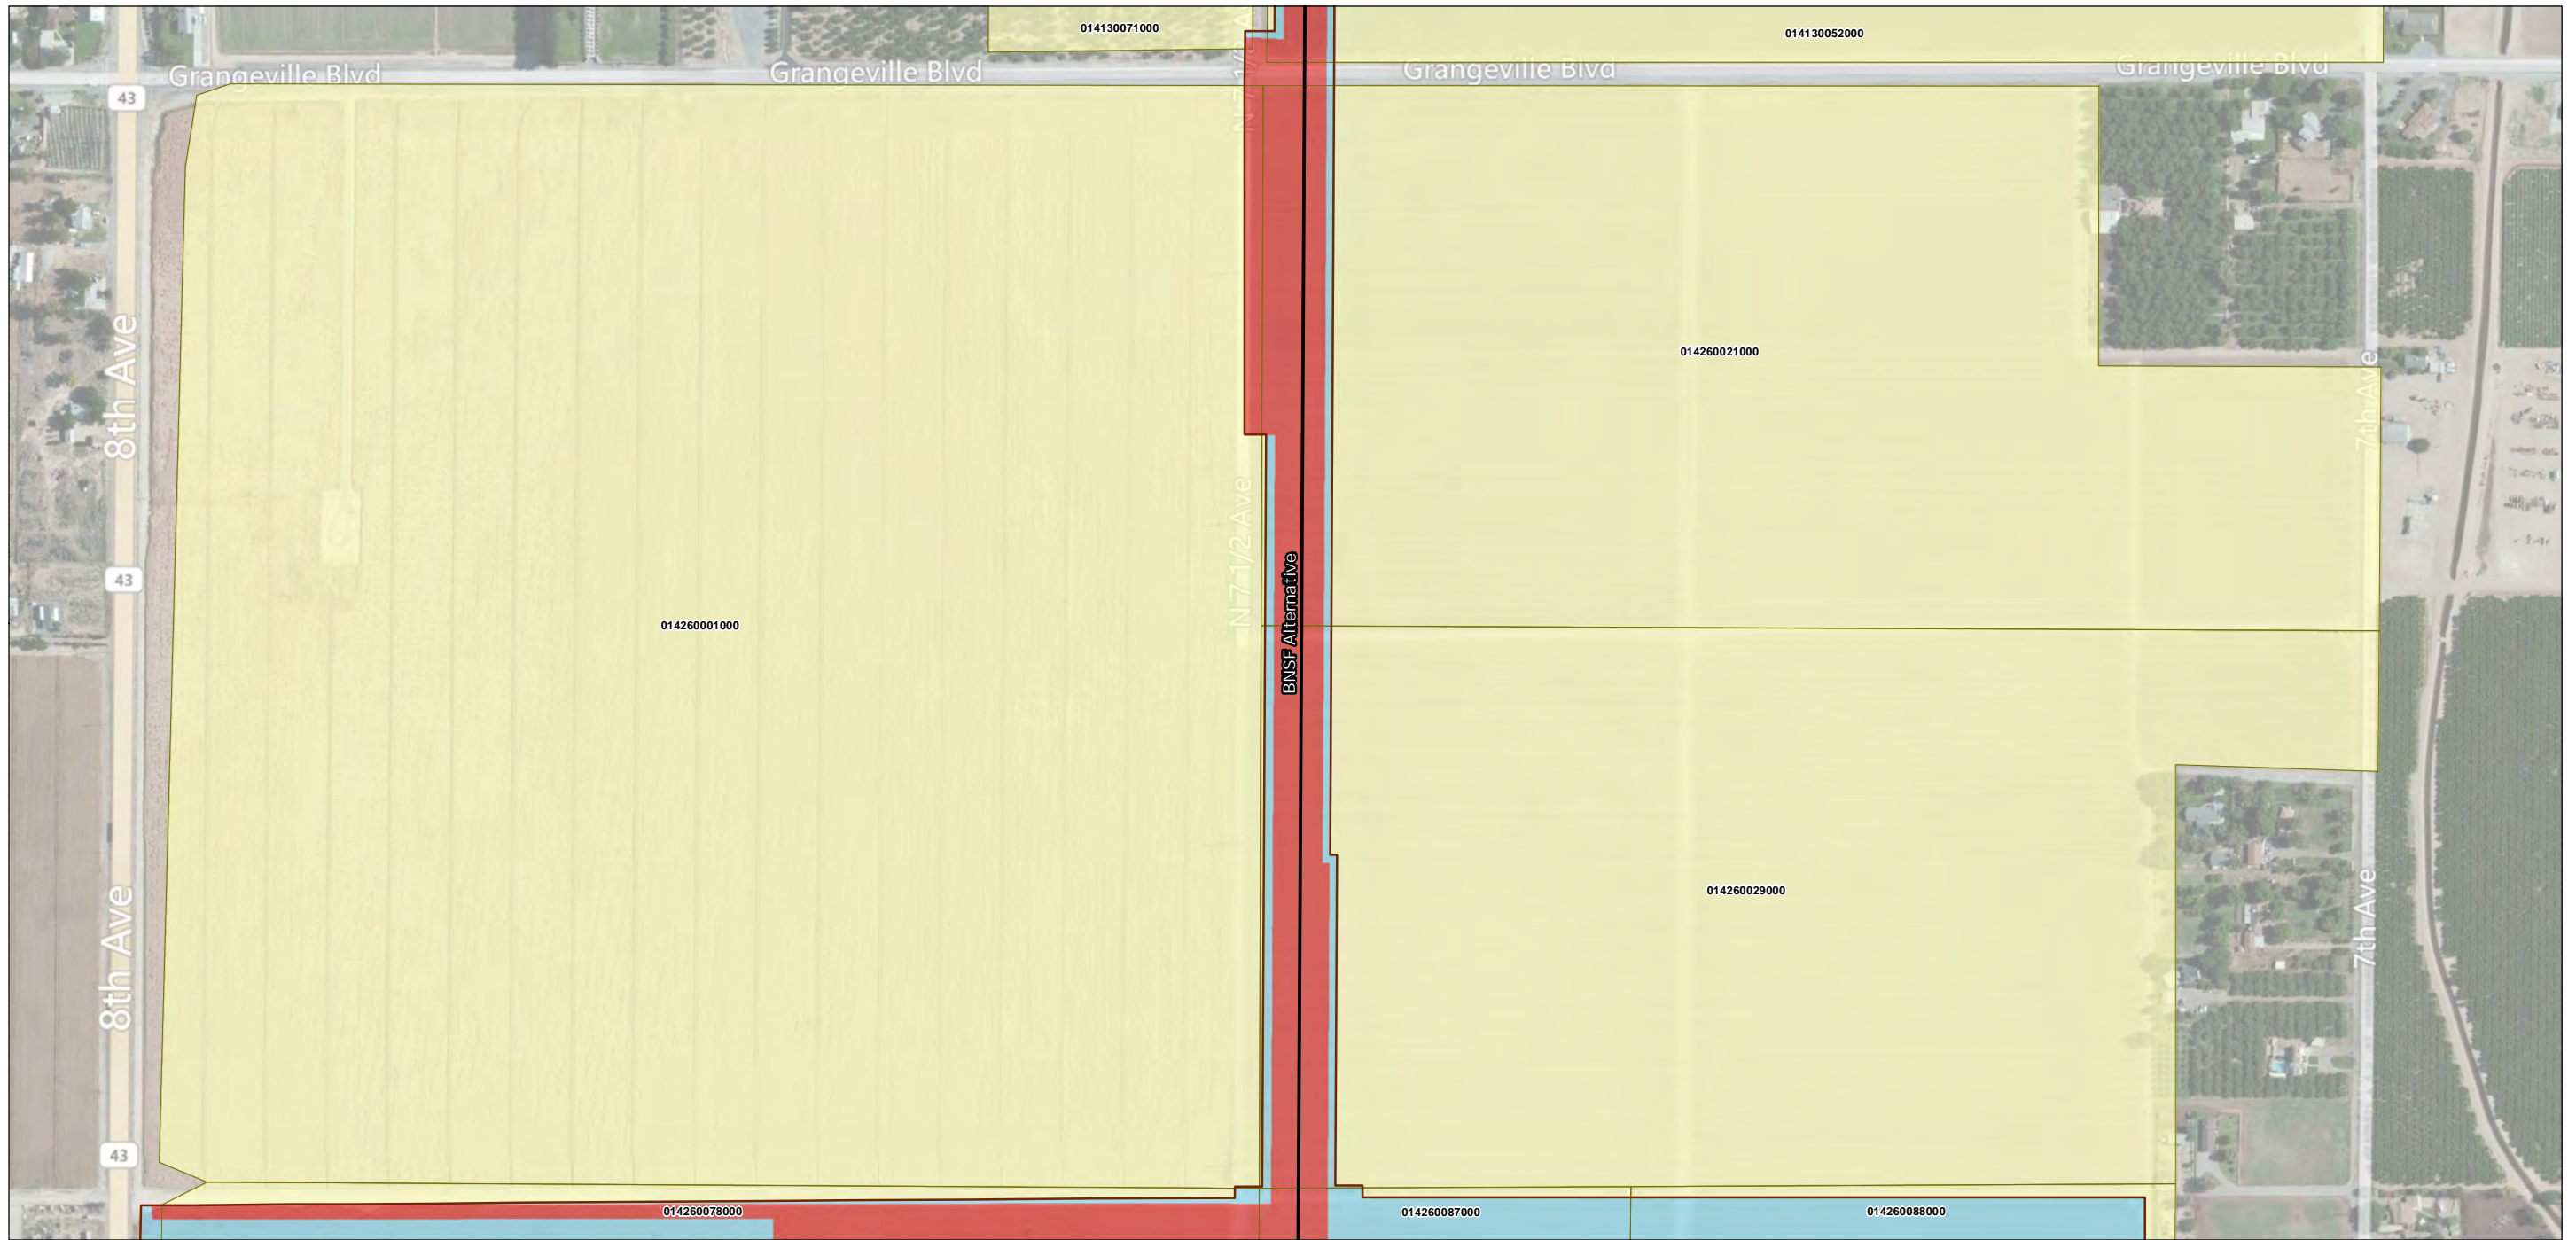 014130071000
014130052000
Grangeville Blvd
Grangeville Blvd
Grangeville Blvd
Grangeville Blvd
43
8th Ave
014260021000
7th Ave
N 7 1/2 Ave
43
BNSF Alternative
014260001000
014260029000
8th Ave
7th Ave
43
014260078000
014260087000
014260088000